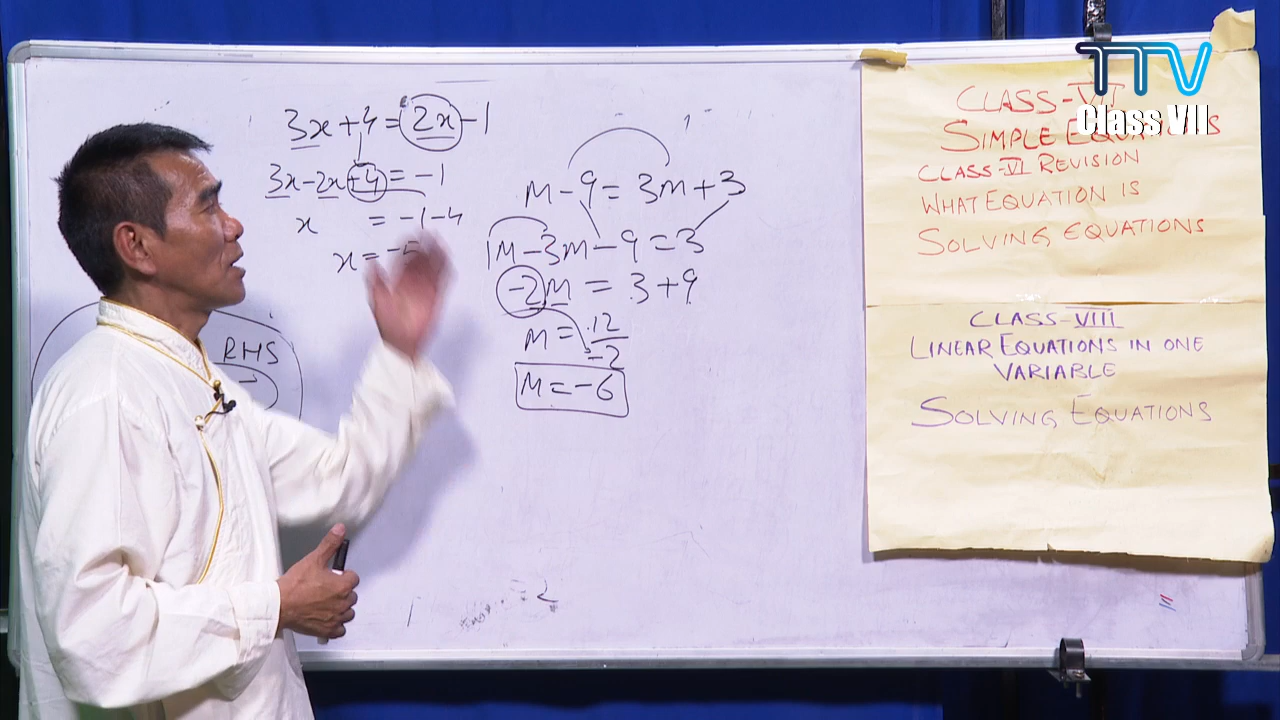 3x+4=2x-1
3x-2x+4=-1
x =-1-4
x=-5
RHS
M-9=3M+3
1M-3M-9=3
-2M=3+9
M=12/-2
M=-6
TTV
Class VII
CLASS-VII
SIMPLE
CLASS-VI REVISION
WHAT EQUATION IS
SOLVING EQUATIONS
CLASS-VIII
LINEAR EQUATIONS IN ONE
VARIABLE
SOLVING EQUATIONS